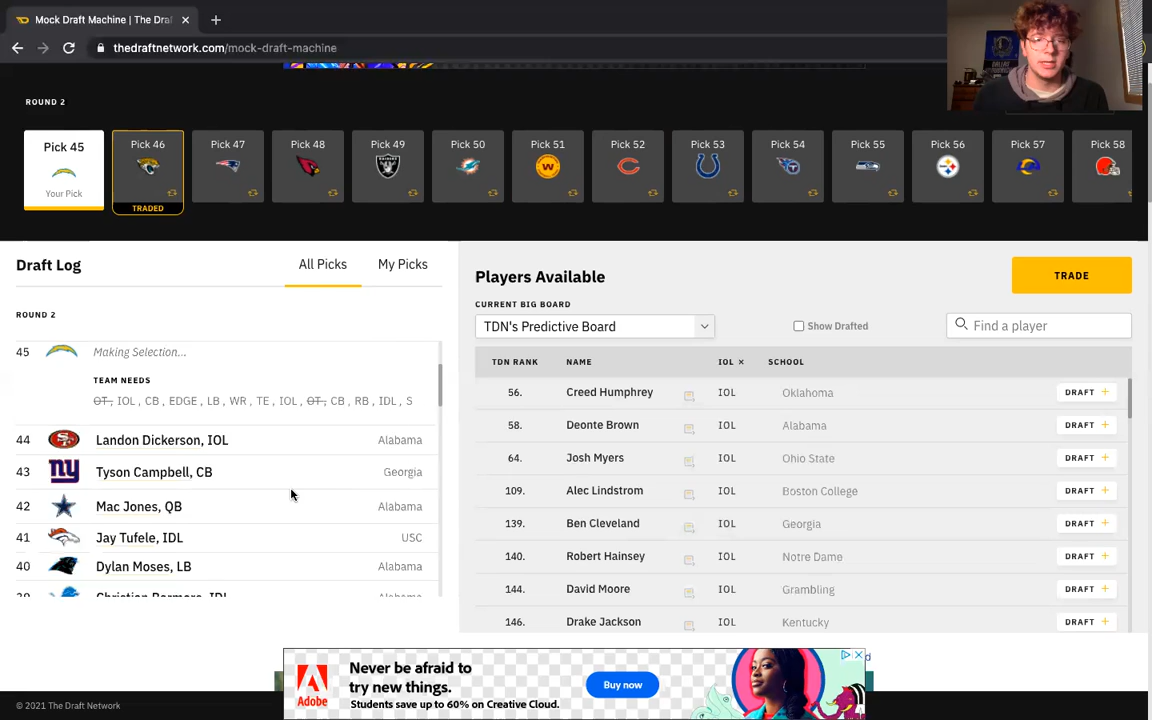 Mock Draft Machine | The Dra
thedraftnetwork.com/mock-draft-machine
ROUND 2
Pick 45
Your Pick
Pick 46
TRADED
Pick 47
Pick 48
Pick 49
Pick 50
Pick 51
Pick 52
Pick 53
Pick 54
Pick 55
Pick 56
Pick 57
Pick 58
Draft Log
All Picks
My Picks
ROUND 2
45 Making Selection...
TEAM NEEDS
OT, IOL, CB, EDGE, LB, WR, TE, IOL, OT, CB, RB, IDL, S
44 Landon Dickerson, IOL Alabama
43 Tyson Campbell, CB Georgia
42 Mac Jones, QB Alabama
41 Jay Tufele, IDL USC
40 Dylan Moses, LB Alabama
39 Christian Barmore, IDL Alabama
Players Available
TRADE
CURRENT BIG BOARD
TDN's Predictive Board
Show Drafted
Find a player
TDN RANK NAME IOL × SCHOOL
56. Creed Humphrey IOL Oklahoma DRAFT +
58. Deonte Brown IOL Alabama DRAFT +
64. Josh Myers IOL Ohio State DRAFT +
109. Alec Lindstrom IOL Boston College DRAFT +
139. Ben Cleveland IOL Georgia DRAFT +
140. Robert Hainsey IOL Notre Dame DRAFT +
144. David Moore IOL Grambling DRAFT +
146. Drake Jackson IOL Kentucky DRAFT +
Adobe
Never be afraid to
try new things.
Students save up to 60% on Creative Cloud.
Buy now
© 2021 The Draft Network